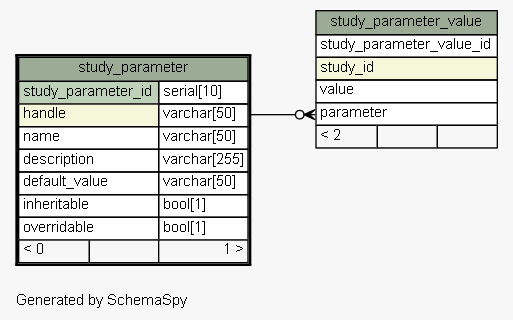 study_parameter
study_parameter_id serial[10]
handle varchar[50]
name varchar[50]
description varchar[255]
default_value varchar[50]
inheritable bool[1]
overridable bool[1]
< 0 1 >
study_parameter_value
study_parameter_value_id
study_id
value
parameter
< 2
Generated by SchemaSpy